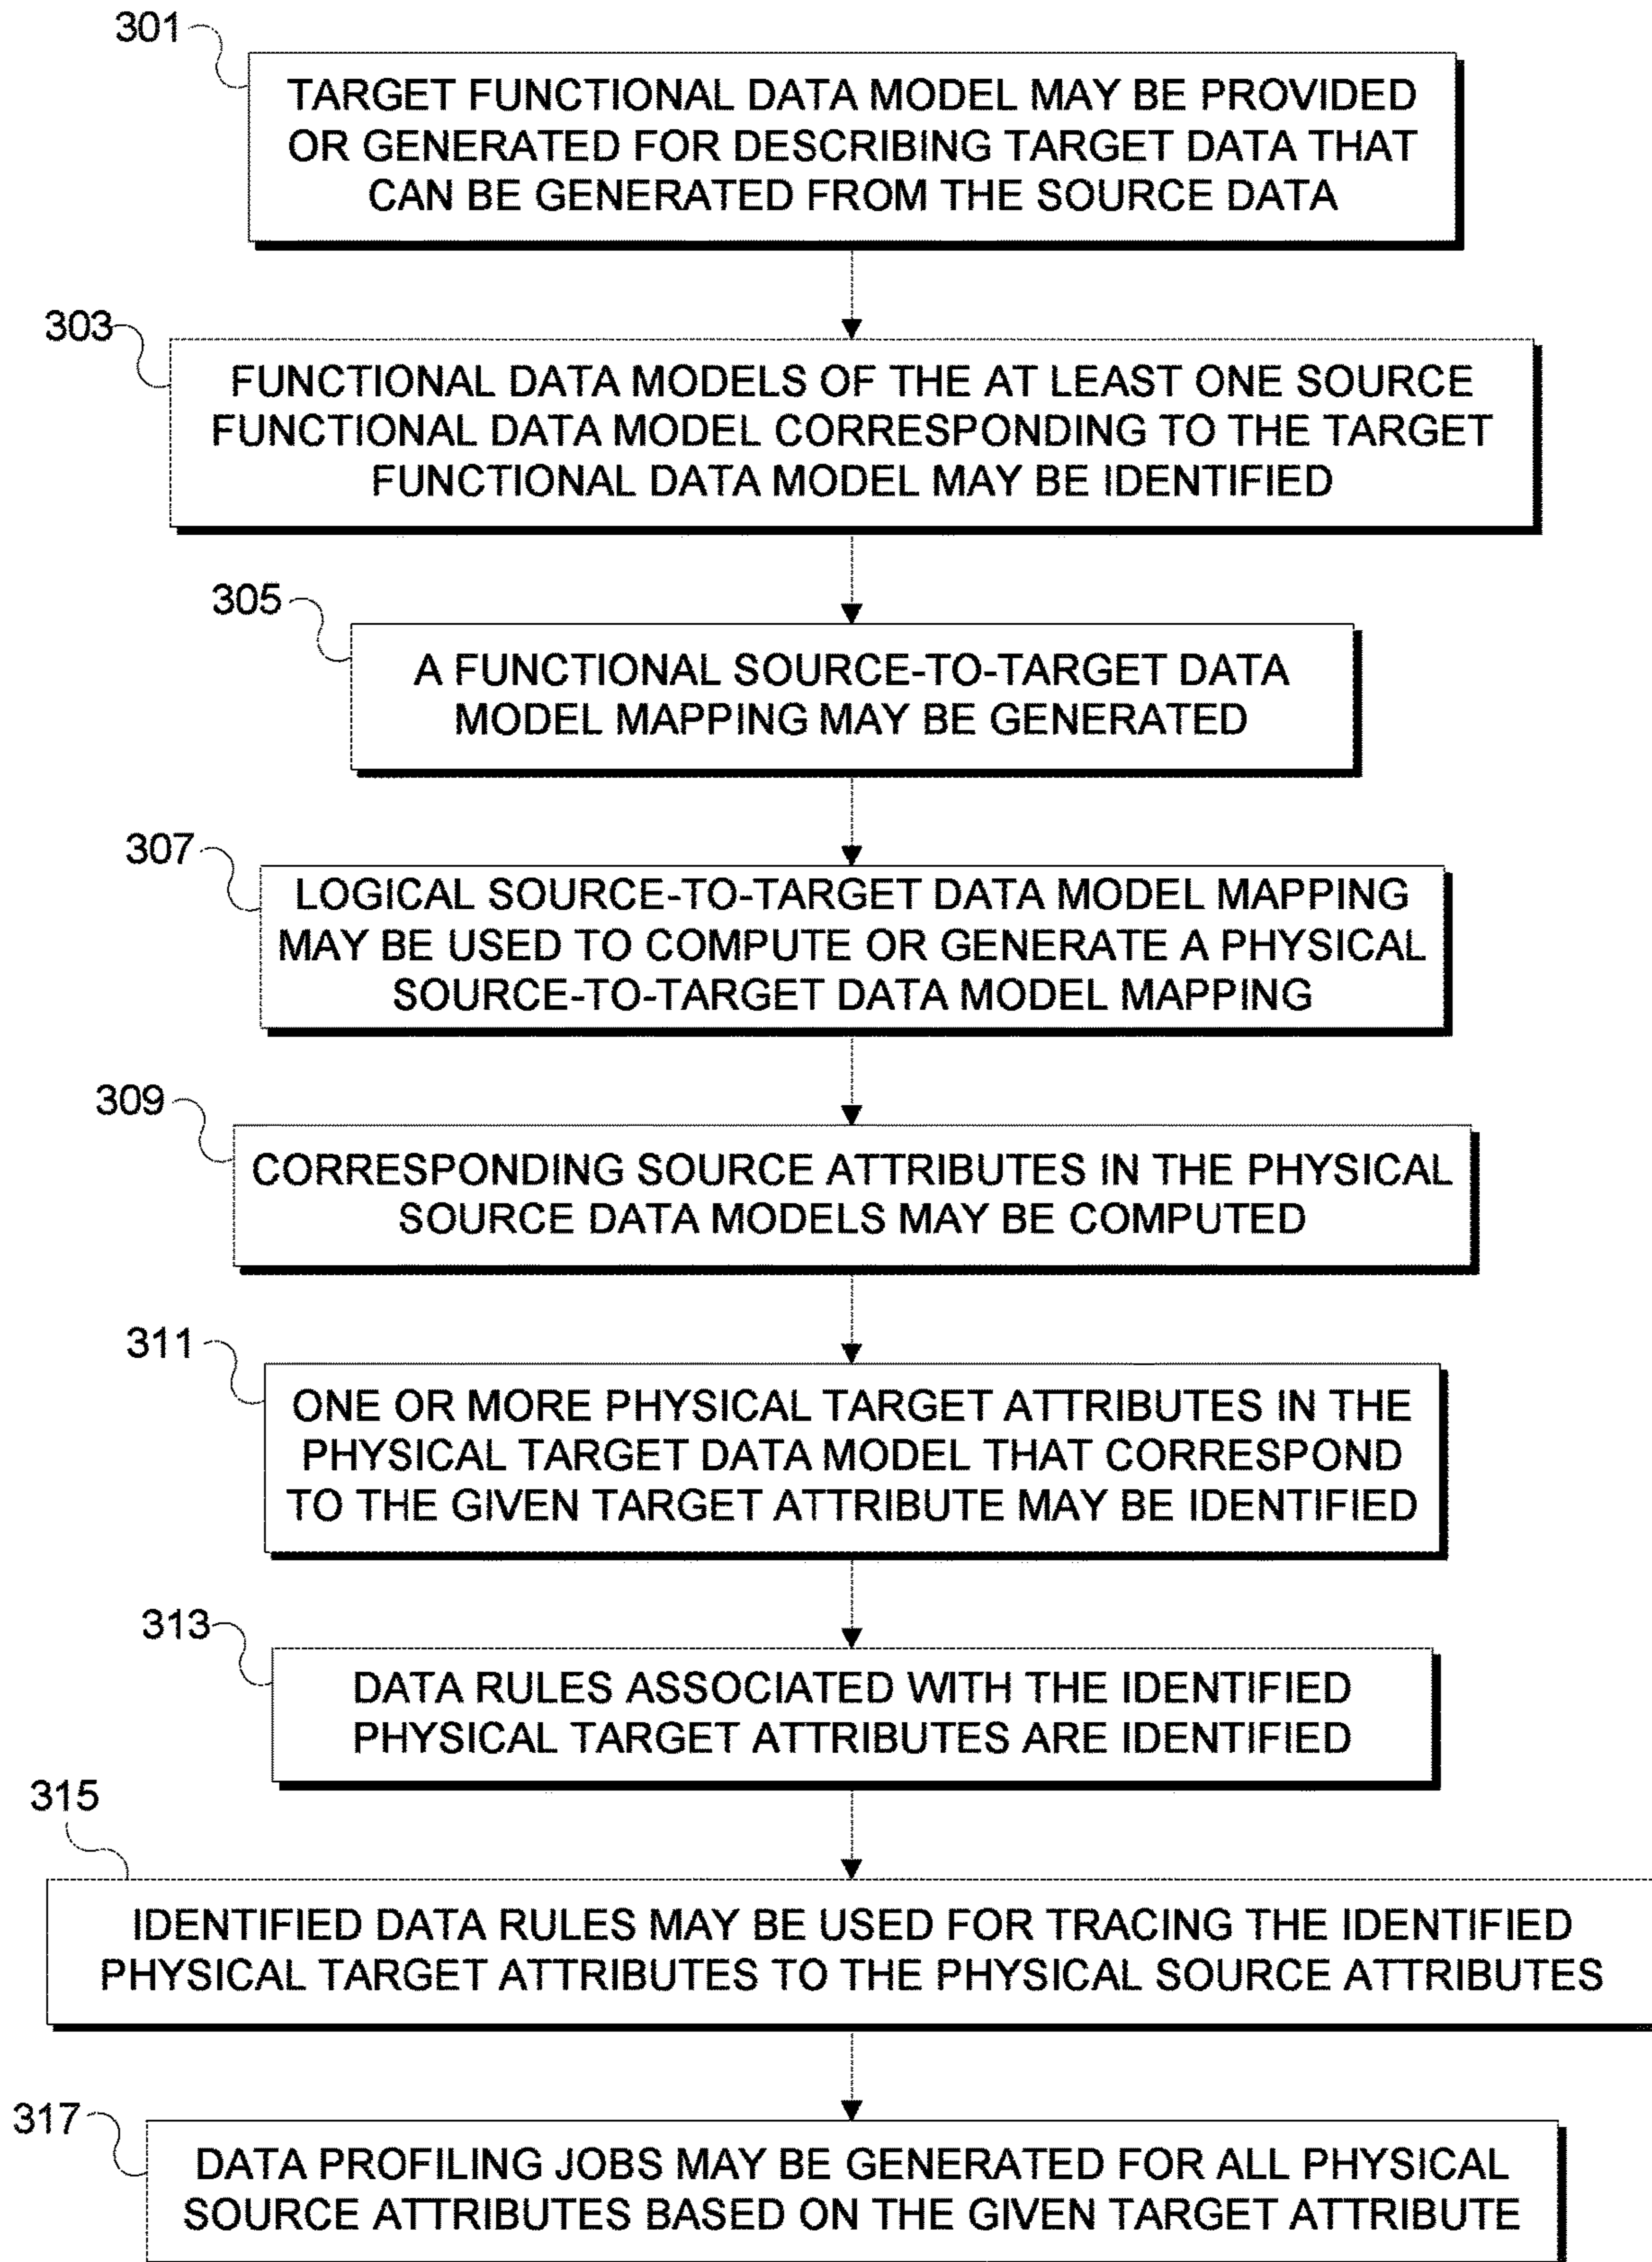 301
TARGET FUNCTIONAL DATA MODEL MAY BE PROVIDED
OR GENERATED FOR DESCRIBING TARGET DATA THAT
CAN BE GENERATED FROM THE SOURCE DATA
303
FUNCTIONAL DATA MODELS OF THE AT LEAST ONE SOURCE
FUNCTIONAL DATA MODEL CORRESPONDING TO THE TARGET
FUNCTIONAL DATA MODEL MAY BE IDENTIFIED
305
A FUNCTIONAL SOURCE-TO-TARGET DATA
MODEL MAPPING MAY BE GENERATED
307
LOGICAL SOURCE-TO-TARGET DATA MODEL MAPPING
MAY BE USED TO COMPUTE OR GENERATE A PHYSICAL
SOURCE-TO-TARGET DATA MODEL MAPPING
309
CORRESPONDING SOURCE ATTRIBUTES IN THE PHYSICAL
SOURCE DATA MODELS MAY BE COMPUTED
311
ONE OR MORE PHYSICAL TARGET ATTRIBUTES IN THE
PHYSICAL TARGET DATA MODEL THAT CORRESPOND
TO THE GIVEN TARGET ATTRIBUTE MAY BE IDENTIFIED
313
DATA RULES ASSOCIATED WITH THE IDENTIFIED
PHYSICAL TARGET ATTRIBUTES ARE IDENTIFIED
315
IDENTIFIED DATA RULES MAY BE USED FOR TRACING THE IDENTIFIED
PHYSICAL TARGET ATTRIBUTES TO THE PHYSICAL SOURCE ATTRIBUTES
317
DATA PROFILING JOBS MAY BE GENERATED FOR ALL PHYSICAL
SOURCE ATTRIBUTES BASED ON THE GIVEN TARGET ATTRIBUTE